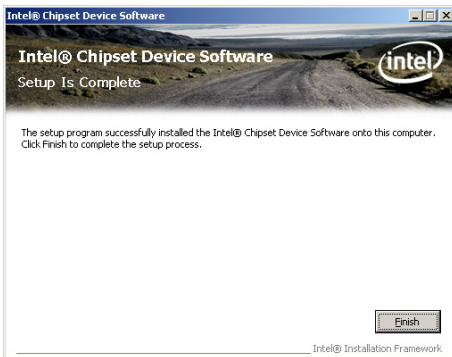 Intel® Chipset Device Software
Intel® Chipset Device Software
Setup Is Complete
intel
The setup program successfully installed the Intel® Chipset Device Software onto this computer.
Click Finish to complete the setup process.
Finish
Intel® Installation Framework